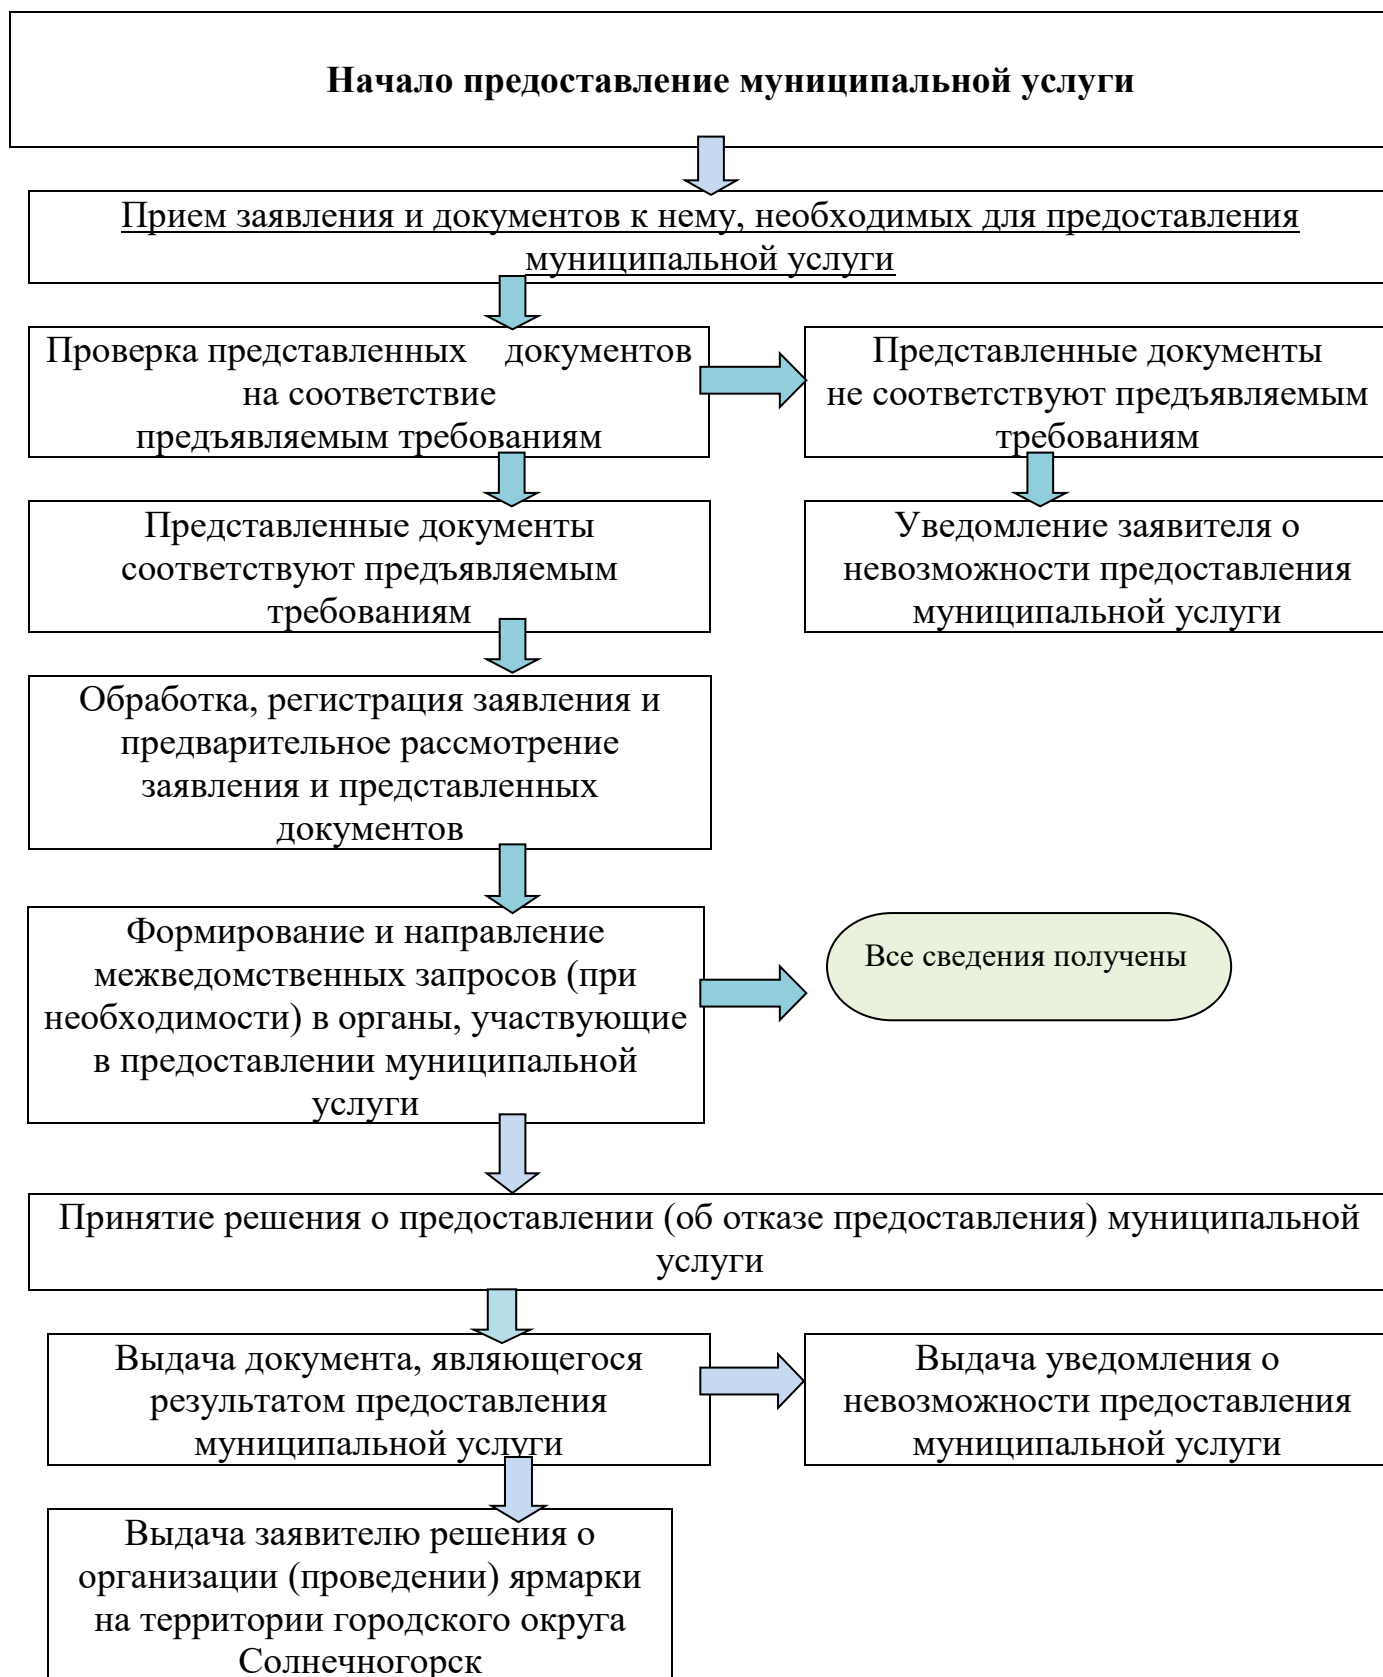 Начало предоставление муниципальной услуги
Прием заявления и документов к нему, необходимых для предоставления
муниципальной услуги
Проверка представленных документов
на соответствие
предъявляемым требованиям
Представленные документы
не соответствуют предъявляемым
требованиям
Представленные документы
соответствуют предъявляемым
требованиям
Уведомление заявителя о
невозможности предоставления
муниципальной услуги
Обработка, регистрация заявления и
предварительное рассмотрение
заявления и представленных
документов
Формирование и направление
межведомственных запросов (при
необходимости) в органы, участвующие
в предоставлении муниципальной
услуги
Все сведения получены
Принятие решения о предоставлении (об отказе предоставления) муниципальной
услуги
Выдача документа, являющегося
результатом предоставления
муниципальной услуги
Выдача уведомления о
невозможности предоставления
муниципальной услуги
Выдача заявителю решения о
организации (проведении) ярмарки
на территории городского округа
Солнечногорск